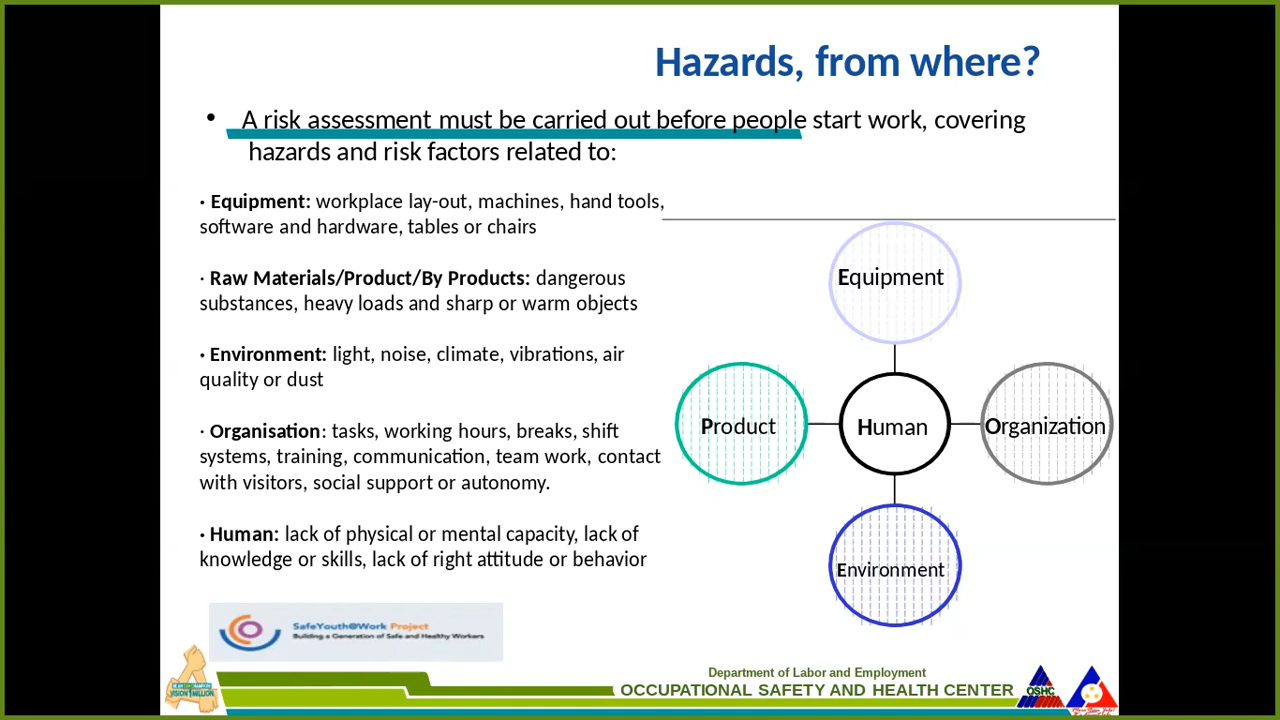 Hazards, from where?
• A risk assessment must be carried out before people start work, covering
hazards and risk factors related to:
· Equipment: workplace lay-out, machines, hand tools,
software and hardware, tables or chairs
· Raw Materials/Product/By Products: dangerous
substances, heavy loads and sharp or warm objects
· Environment: light, noise, climate, vibrations, air
quality or dust
· Organisation: tasks, working hours, breaks, shift
systems, training, communication, team work, contact
with visitors, social support or autonomy.
· Human: lack of physical or mental capacity, lack of
knowledge or skills, lack of right attitude or behavior
Equipment
Product
Human
Organization
Environment
SafeYouth@Work Project
Building a Generation of Safe and Healthy Workers
VISION 1 MILLION
Department of Labor and Employment
OCCUPATIONAL SAFETY AND HEALTH CENTER
OSHC